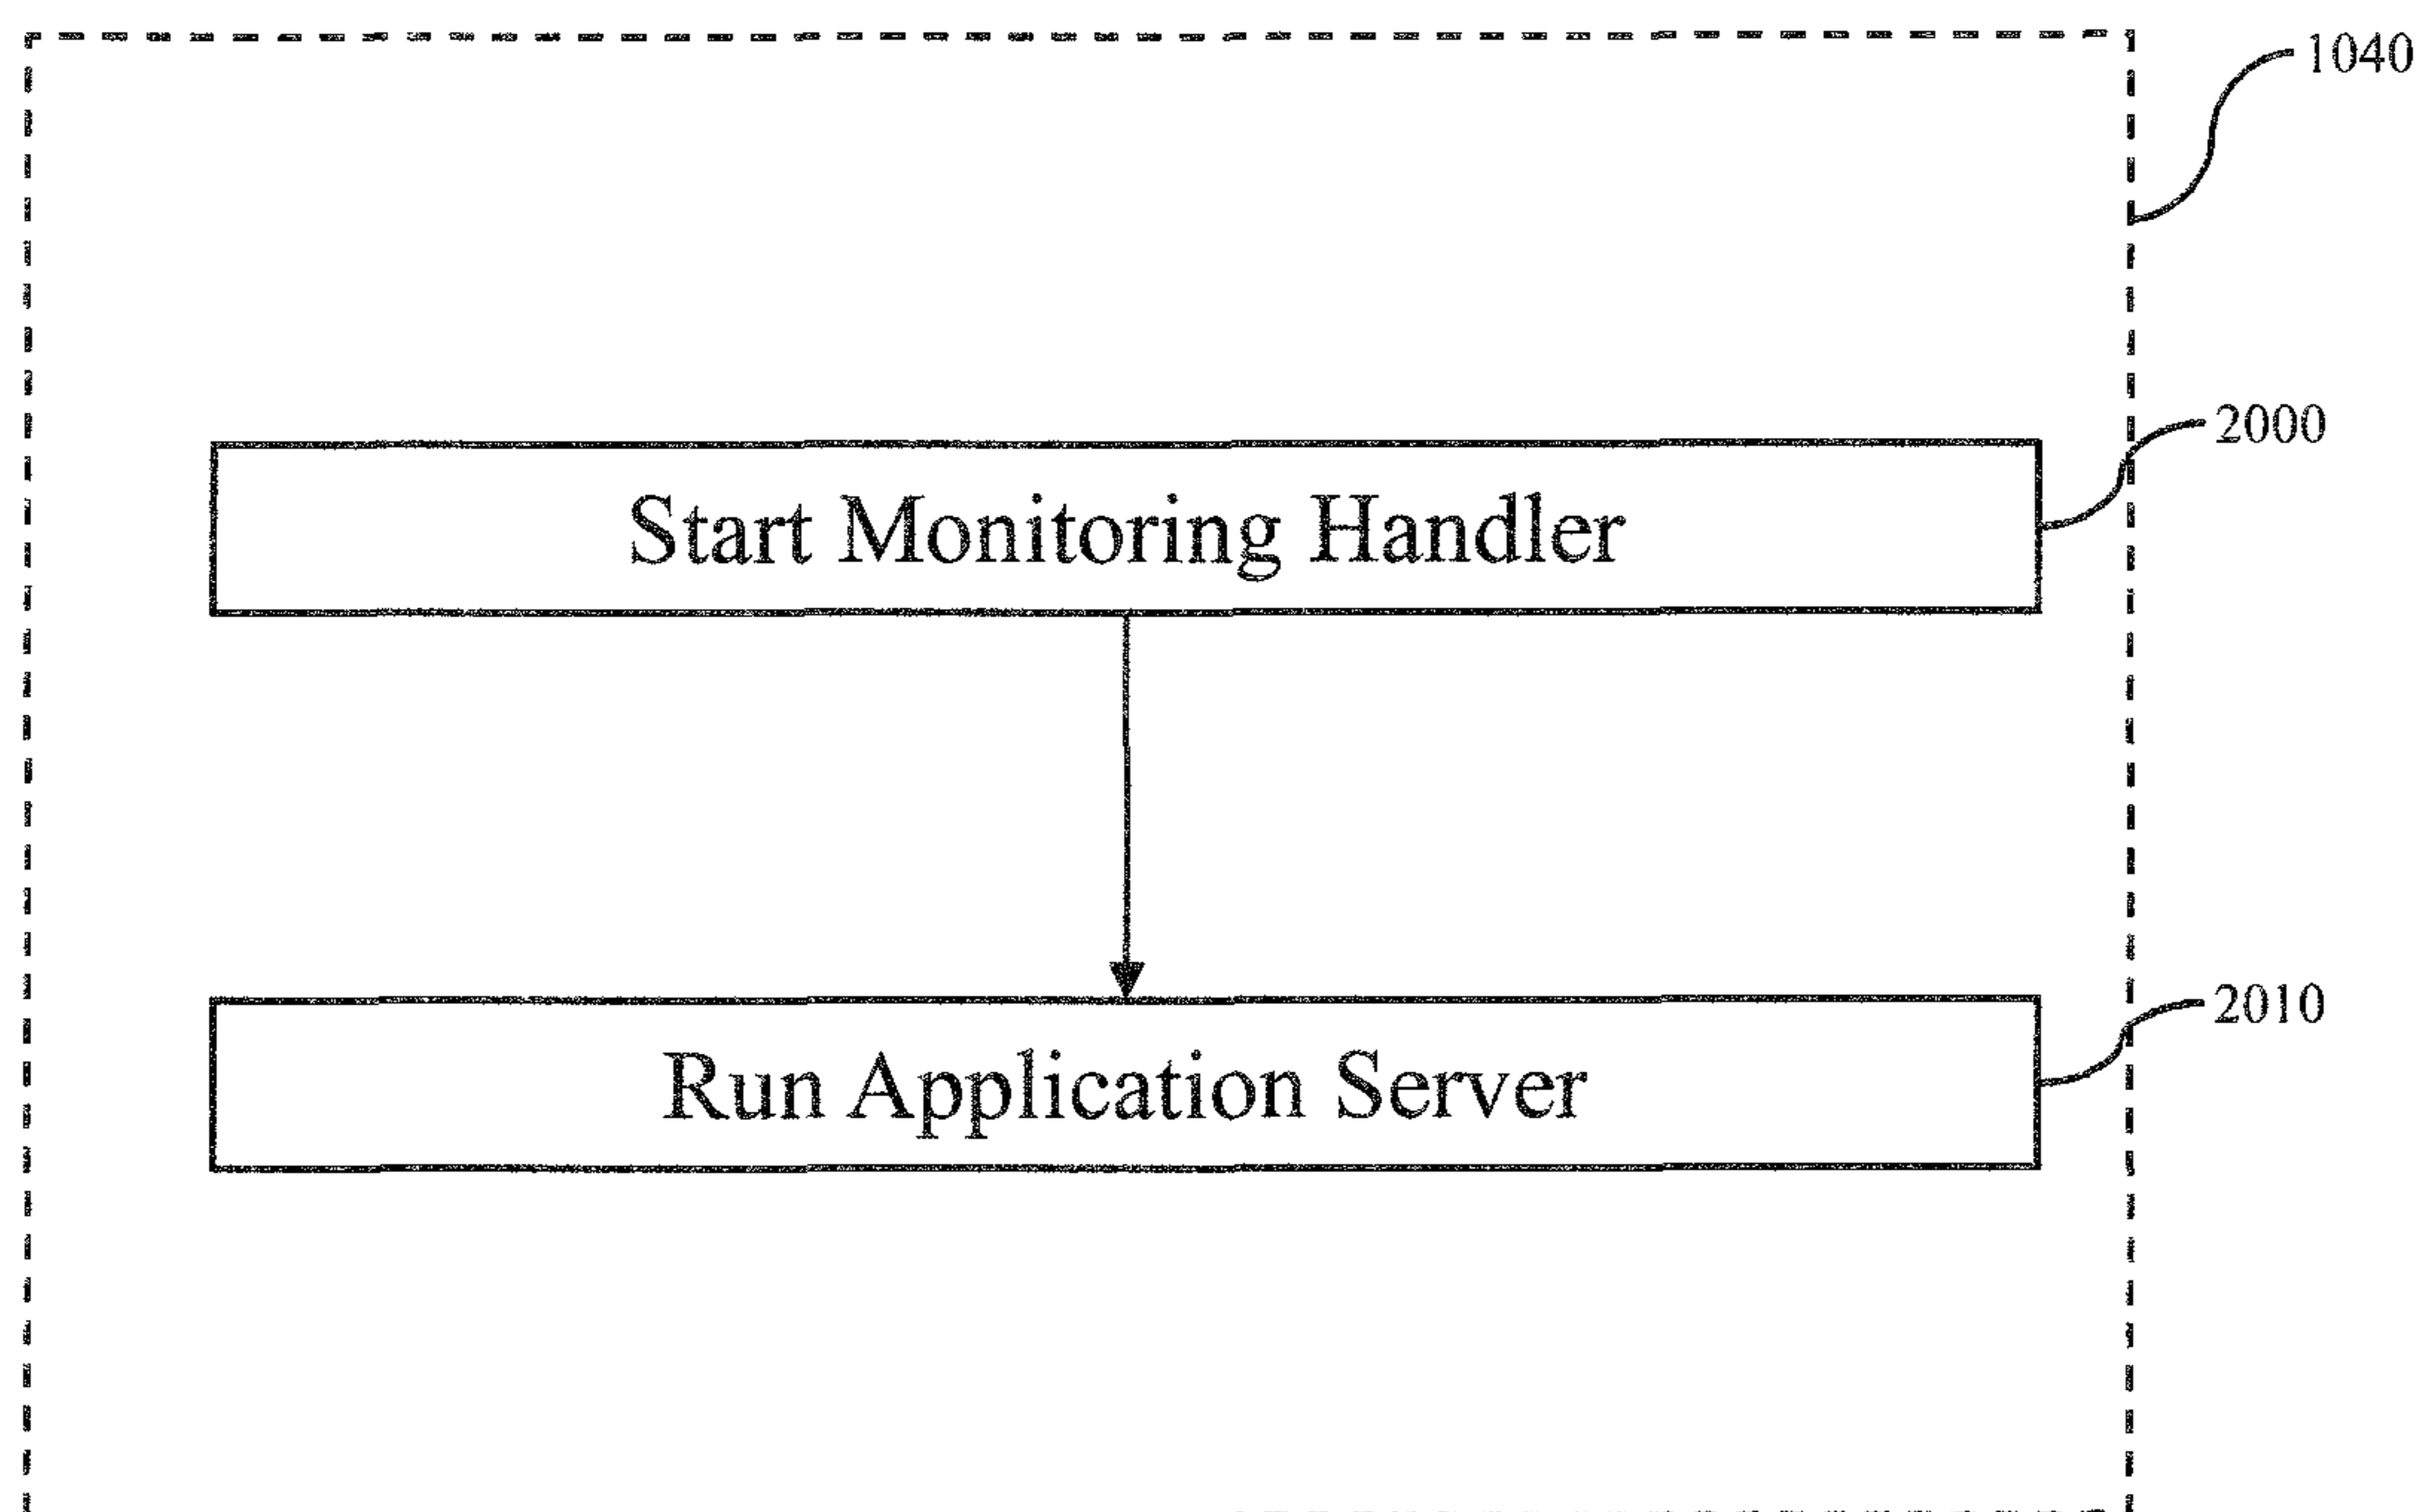 1040
2000
Start Monitoring Handler
2010
Run Application Server